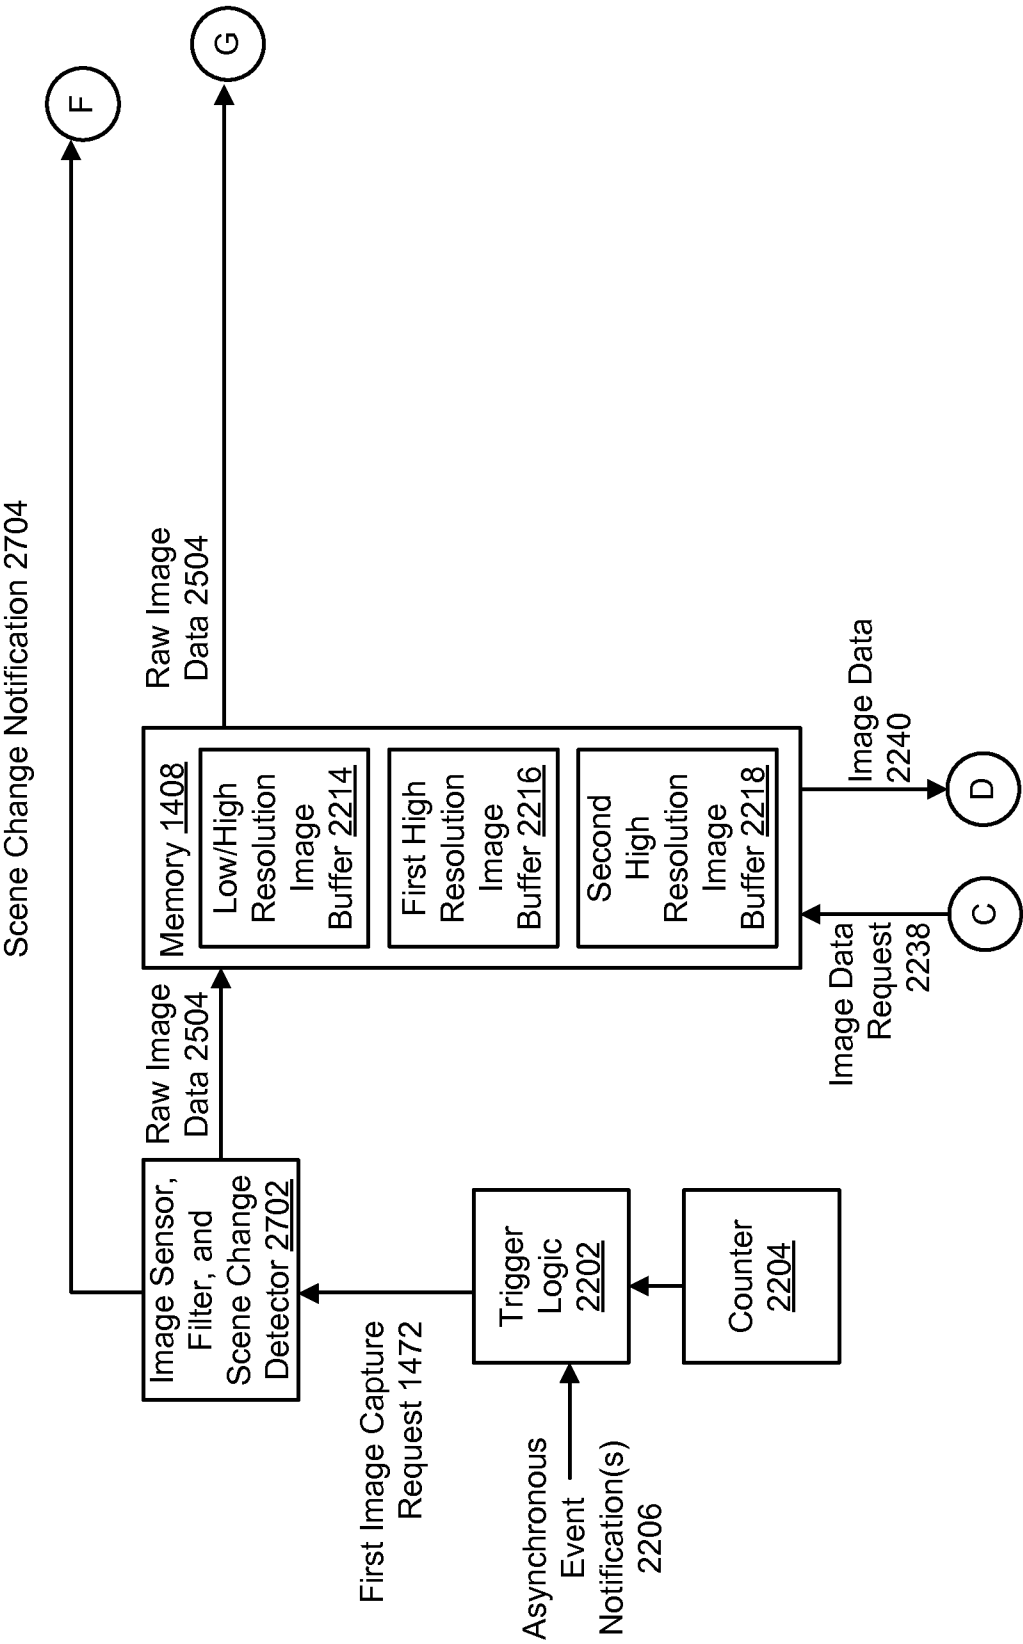 Scene Change Notification 2704
F
G
Image Sensor,
Filter, and
Scene Change
Detector 2702
Raw Image
Data 2504
Memory 1408
Low/High
Resolution
Image
Buffer 2214
First High
Resolution
Image
Buffer 2216
Second
High
Resolution
Image
Buffer 2218
Raw Image
Data 2504
First Image Capture
Request 1472
Trigger
Logic
2202
Asynchronous
Event
Notification(s)
2206
Counter
2204
Image Data
Request
2238
C
Image Data
2240
D